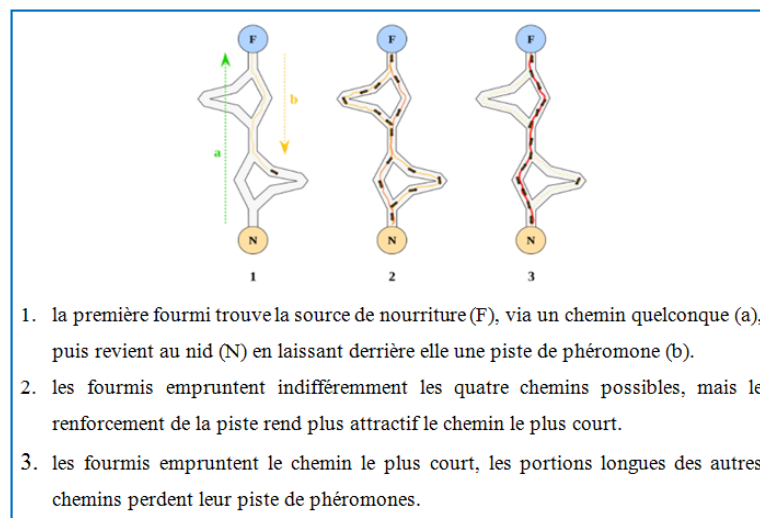 F F F
b
a
N N N
1 2 3
1. la première fourmi trouve la source de nourriture (F), via un chemin quelconque (a),
puis revient au nid (N) en laissant derrière elle une piste de phéromone (b).
2. les fourmis empruntent indifféremment les quatre chemins possibles, mais le
renforcement de la piste rend plus attractif le chemin le plus court.
3. les fourmis empruntent le chemin le plus court, les portions longues des autres
chemins perdent leur piste de phéromones.